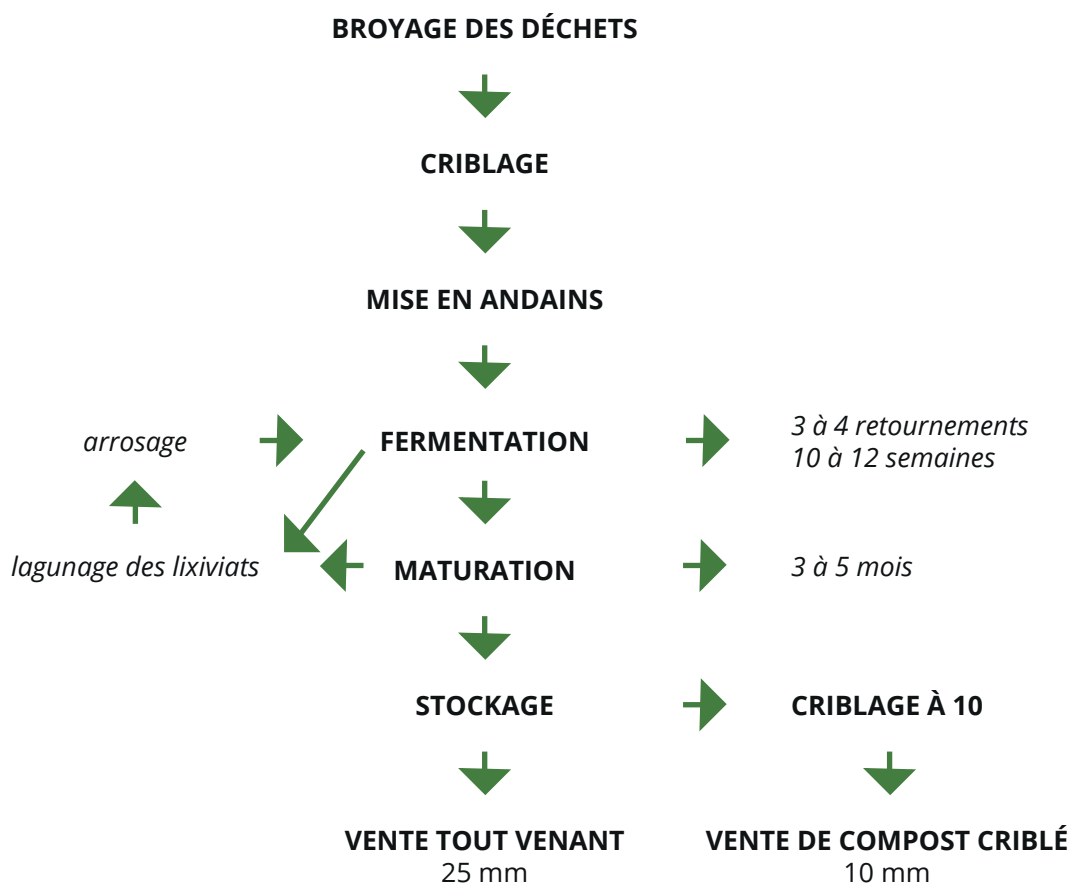 BROYAGE DES DÉCHETS
CRIBLAGE
MISE EN ANDAINS
arrosage
FERMENTATION
3 à 4 retournements
10 à 12 semaines
lagunage des lixiviats
MATURATION
3 à 5 mois
STOCKAGE
CRIBLAGE À 10
VENTE TOUT VENANT
25 mm
VENTE DE COMPOST CRIBLÉ
10 mm